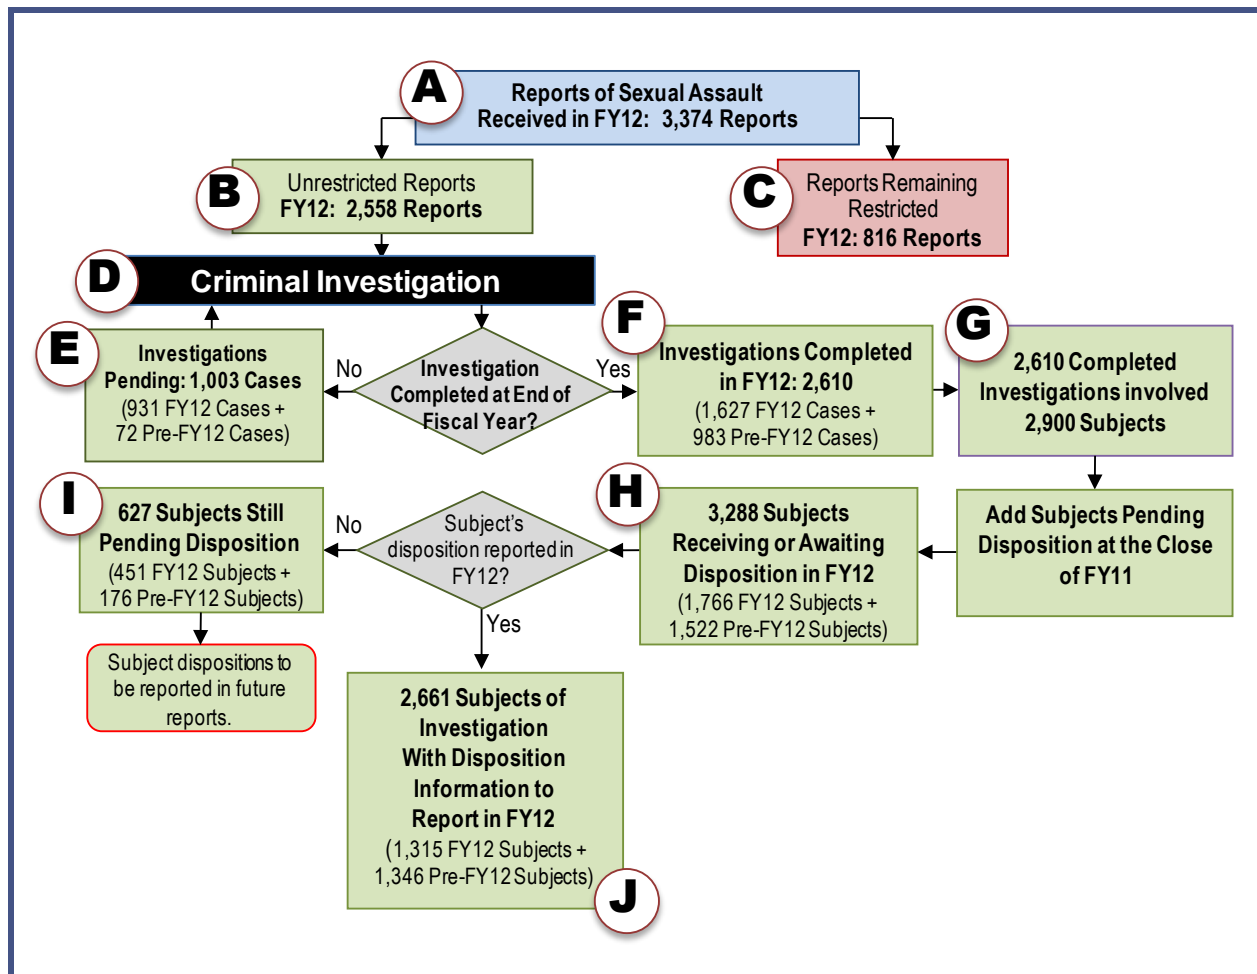 A
Reports of Sexual Assault
Received in FY12: 3,374 Reports
B
Unrestricted Reports
FY12: 2,558 Reports
C
Reports Remaining
Restricted
FY12: 816 Reports
D
Criminal Investigation
E
Investigations
Pending: 1,003 Cases
(931 FY12 Cases +
72 Pre-FY12 Cases)
No
Investigation
Completed at End of
Fiscal Year?
Yes
F
Investigations Completed
in FY12: 2,610
(1,627 FY12 Cases +
983 Pre-FY12 Cases)
G
2,610 Completed
Investigations involved
2,900 Subjects
Add Subjects Pending
Disposition at the Close
of FY11
H
3,288 Subjects
Receiving or Awaiting
Disposition in FY12
(1,766 FY12 Subjects +
1,522 Pre-FY12 Subjects)
Subject's
disposition reported in
FY12?
No
I
627 Subjects Still
Pending Disposition
(451 FY12 Subjects +
176 Pre-FY12 Subjects)
Subject dispositions to
be reported in future
reports.
Yes
2,661 Subjects of
Investigation
With Disposition
Information to
Report in FY12
(1,315 FY12 Subjects +
1,346 Pre-FY12 Subjects)
J